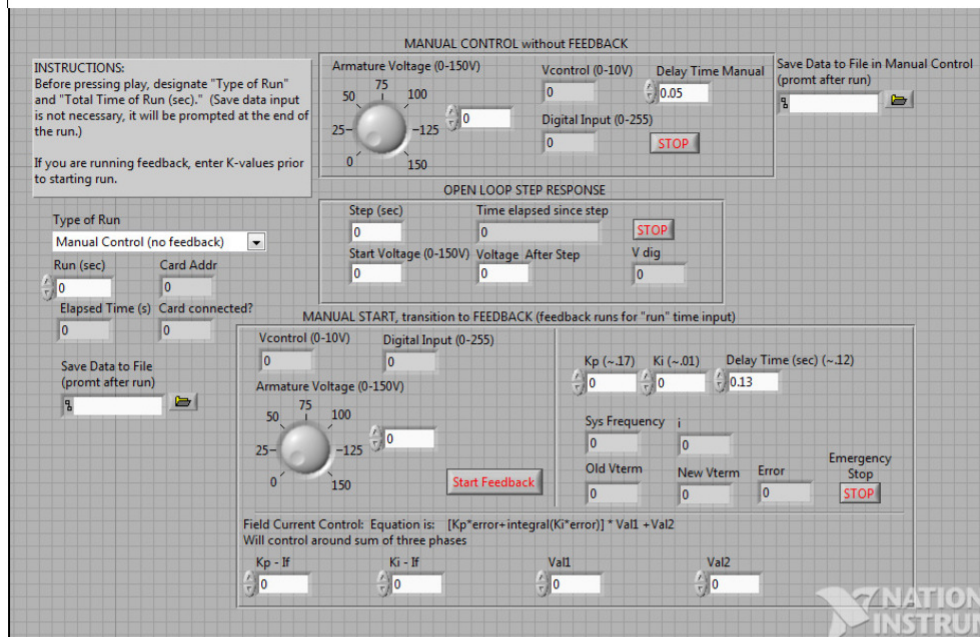 MANUAL CONTROL without FEEDBACK
INSTRUCTIONS:
Before pressing play, designate "Type of Run"
and "Total Time of Run (sec)." (Save data input
is not necessary, it will be prompted at the end of
the run.)
If you are running feedback, enter K-values prior
to starting run.
Armature Voltage (0-150V)
75
50 100
25 125
0 150
0
Vcontrol (0-10V)
0
Delay Time Manual
0.05
Digital Input (0-255)
0
STOP
Save Data to File in Manual Control
(promt after run)
OPEN LOOP STEP RESPONSE
Step (sec)
0
Time elapsed since step
0
STOP
Start Voltage (0-150V)
0
Voltage After Step
0
V dig
0
Type of Run
Manual Control (no feedback)
Run (sec)
0
Card Addr
0
Elapsed Time (s)
0
Card connected?
0
Save Data to File
(promt after run)
MANUAL START, transition to FEEDBACK (feedback runs for "run" time input)
Vcontrol (0-10V)
0
Digital Input (0-255)
0
Armature Voltage (0-150V)
75
50 100
25 125
0 150
0
Start Feedback
Kp (~.17)
0
Ki (~.01)
0
Delay Time (sec) (~.12)
0.13
Sys Frequency
0
i
0
Old Vterm
0
New Vterm
0
Error
0
Emergency
Stop
STOP
Field Current Control: Equation is: [Kp*error+integral(Ki*error)] * Val1 +Val2
Will control around sum of three phases
Kp - If
0
Ki - If
0
Val1
0
Val2
0
NATION
INSTRUM